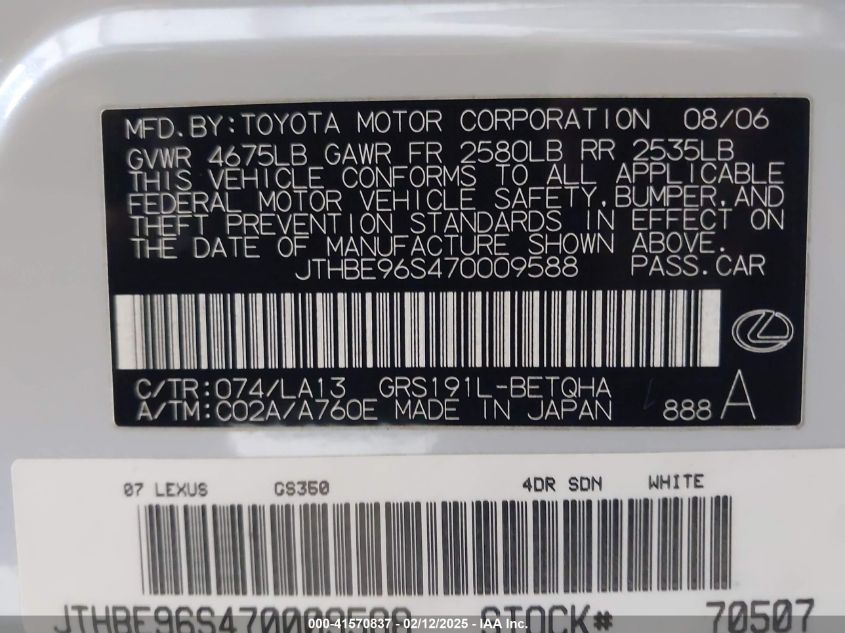 MFD.BY:TOYOTA MOTOR CORPORATION 08/06
GVWR 4675LB GAWR FR 2580LB RR 2535LB
THIS VEHICLE CONFORMS TO ALL APPLICABLE
FEDERAL MOTOR VEHICLE SAFETY,BUMPER,AND
THEFT PREVENTION STANDARDS IN EFFECT ON
THE DATE OF MANUFACTURE SHOWN ABOVE.
JTHBE96S470009588 PASS.CAR
C/TR:074/LA13 GRS191L-BETQHA
A/TM:C02A/A760E MADE IN JAPAN 888 A
07 LEXUS GS350 4DR SDN WHITE
JTHBE96S470009588 STOCK# 70507
000-41570837 - 02/12/2025 - IAA Inc.